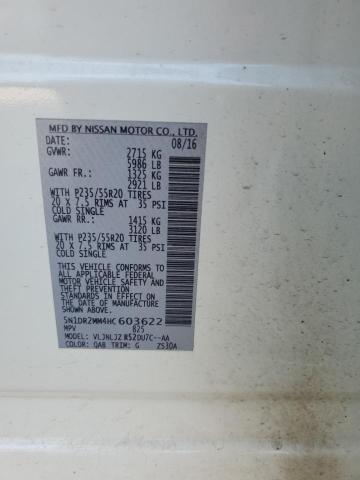 MFD BY NISSAN MOTOR CO., LTD.
DATE: 08/16
GVWR: 2715 KG
5986 LB
GAWR FR.: 1325 KG
2921 LB
WITH P235/55R20 TIRES
20 X 7.5 RIMS AT 35 PSI
COLD SINGLE
GAWR RR.: 1415 KG
3120 LB
WITH P235/55R20 TIRES
20 X 7.5 RIMS AT 35 PSI
COLD SINGLE
THIS VEHICLE CONFORMS
TO ALL APPLICABLE FEDERAL
MOTOR VEHICLE SAFETY
STANDARDS IN EFFECT ON THE
DATE OF MANUFACTURE
SHOWN ABOVE.
5N1DR2MM4HC603622
MPV 825
MODEL: VLJNLJZ R52DU7C--AA
COLOR: QAB TRIM: G ZS30A